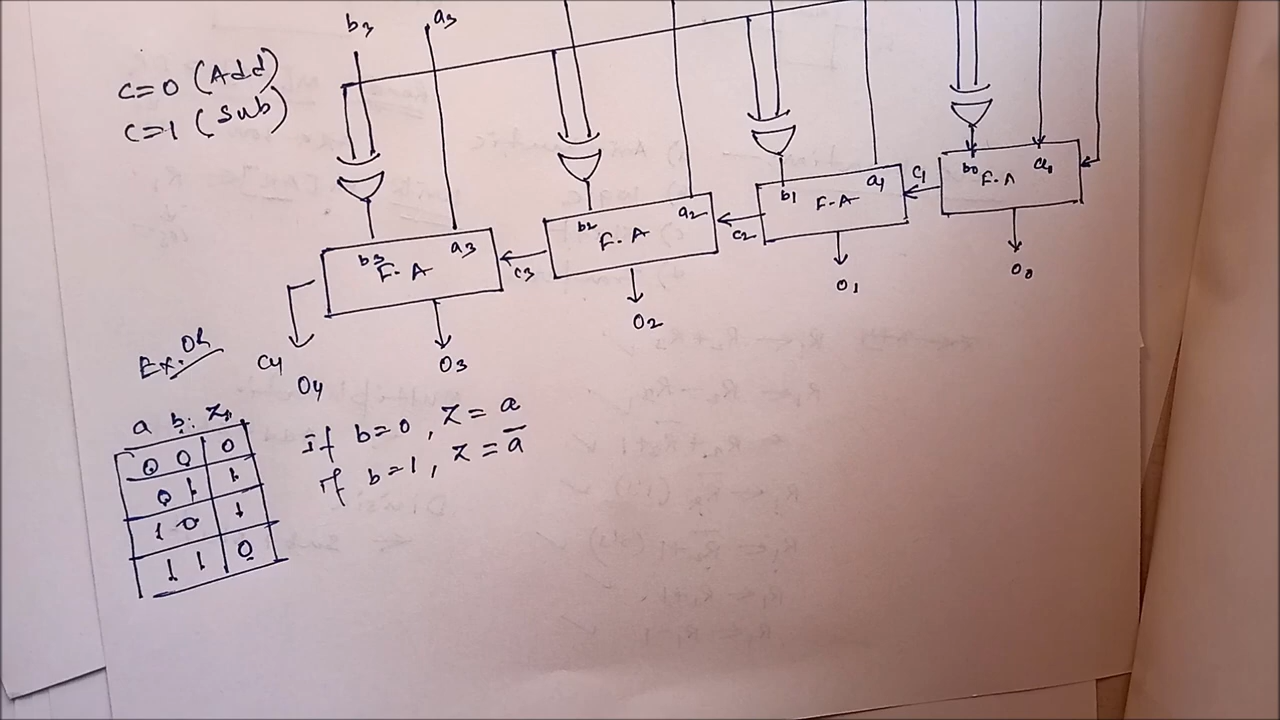 b3 a3
c=0 (Add)
c=1 (Sub)
b0 a0
F-A
c1
b1 a1
F-A
c2
b2 a2
F-A
c3
b3 a3
F-A
O0
O1
O2
O3
C4
O4
Ex.OR
a b z
0 0 0
0 1 1
1 0 1
1 1 0
If b=0, z = a
If b=1, z = a̅